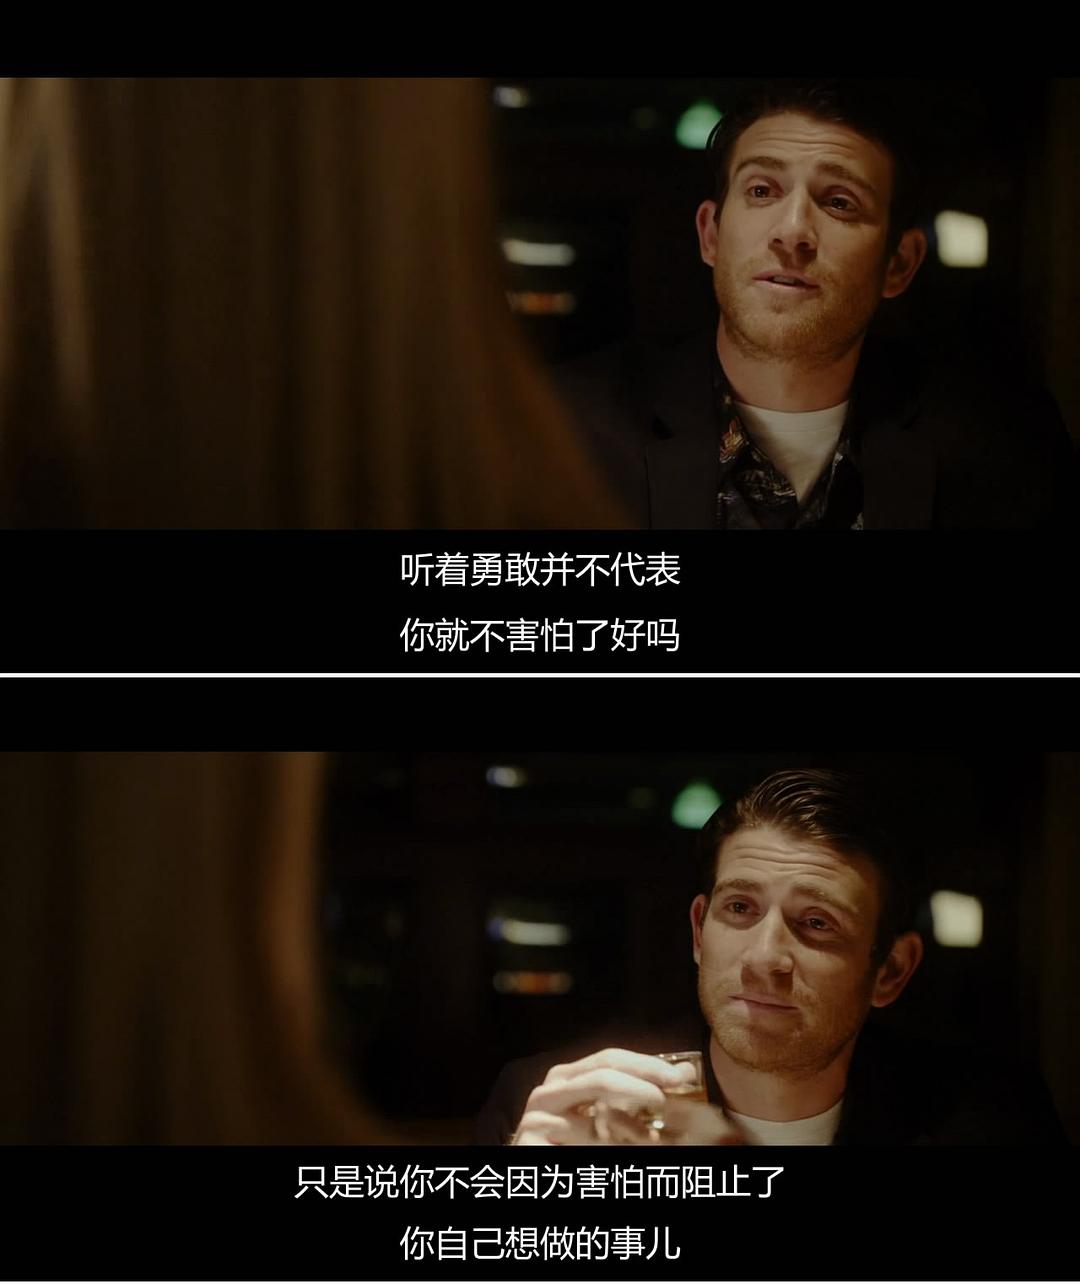 听着勇敢并不代表
你就不害怕了好吗
只是说你不会因为害怕而阻止了
你自己想做的事儿